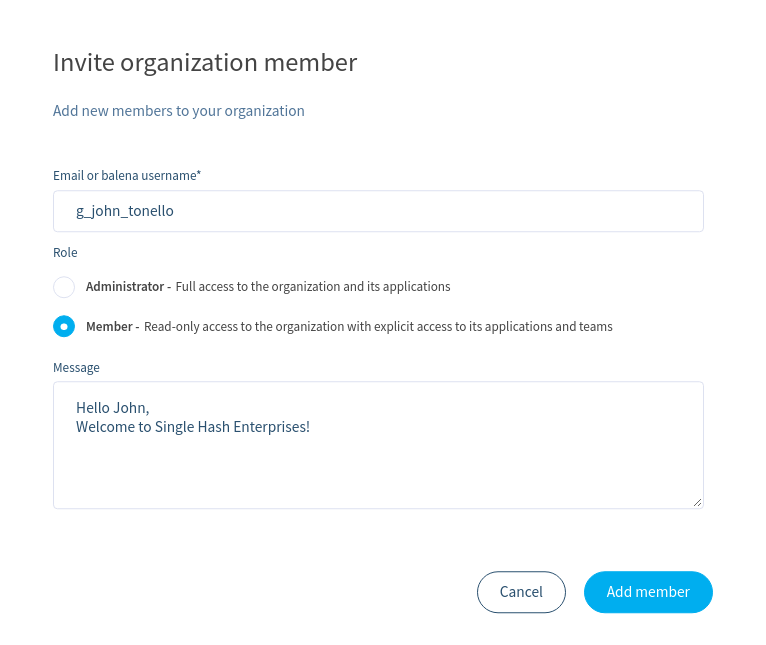 Invite organization member
Add new members to your organization
Email or balena username*
g_john_tonello
Role
Administrator - Full access to the organization and its applications
Member - Read-only access to the organization with explicit access to its applications and teams
Message
Hello John,
Welcome to Single Hash Enterprises!
Cancel Add member